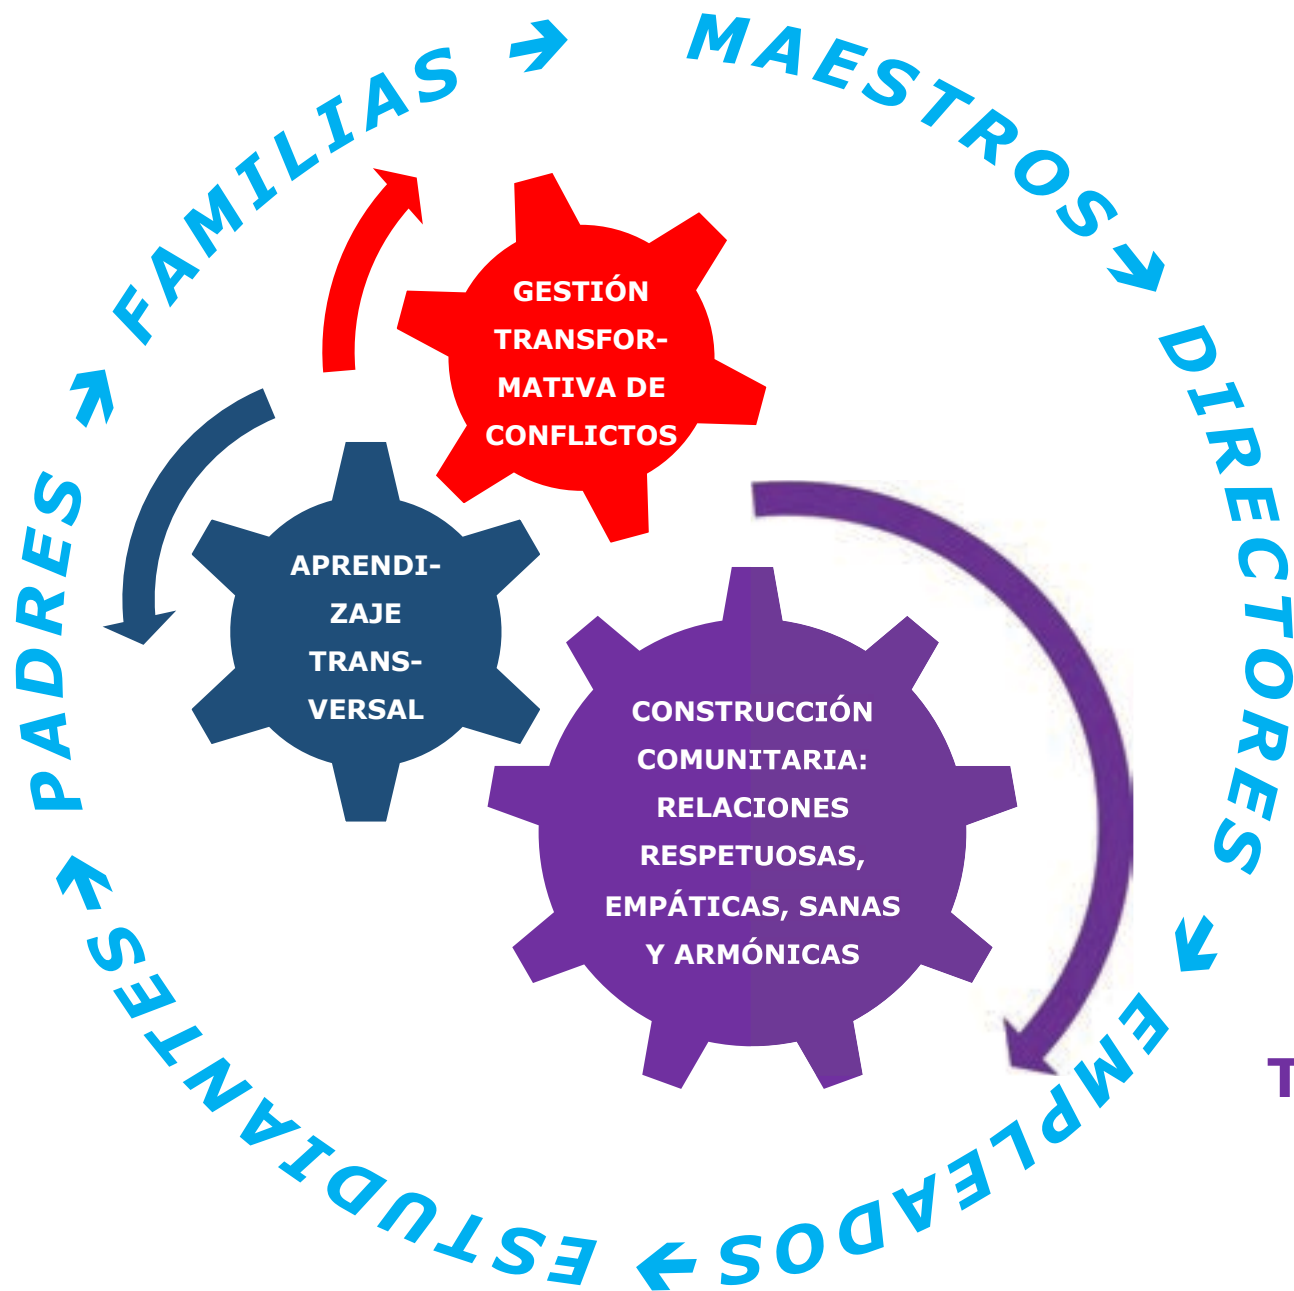 MAESTROS → DIRECTORES → EMPLEADOS → ESTUDIANTES → PADRES → FAMILIAS →
GESTIÓN
TRANSFOR-
MATIVA DE
CONFLICTOS
APRENDI-
ZAJE
TRANS-
VERSAL
CONSTRUCCIÓN
COMUNITARIA:
RELACIONES
RESPETUOSAS,
EMPÁTICAS, SANAS
Y ARMÓNICAS
T